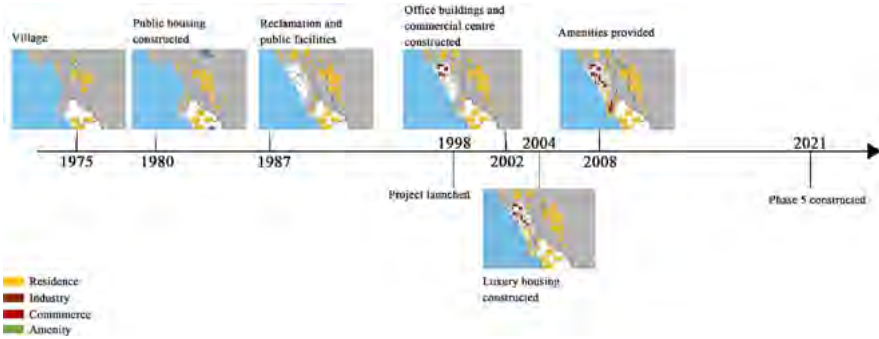 Village
Public housing
constructed
Reclamation and
public facilities
Office buildings and
commercial centre
constructed
Amenities provided
1975
1980
1987
1998
2002
2004
2008
2021
Project launched
Phase 5 constructed
Luxury housing
constructed
Residence
Industry
Commmerce
Amenity